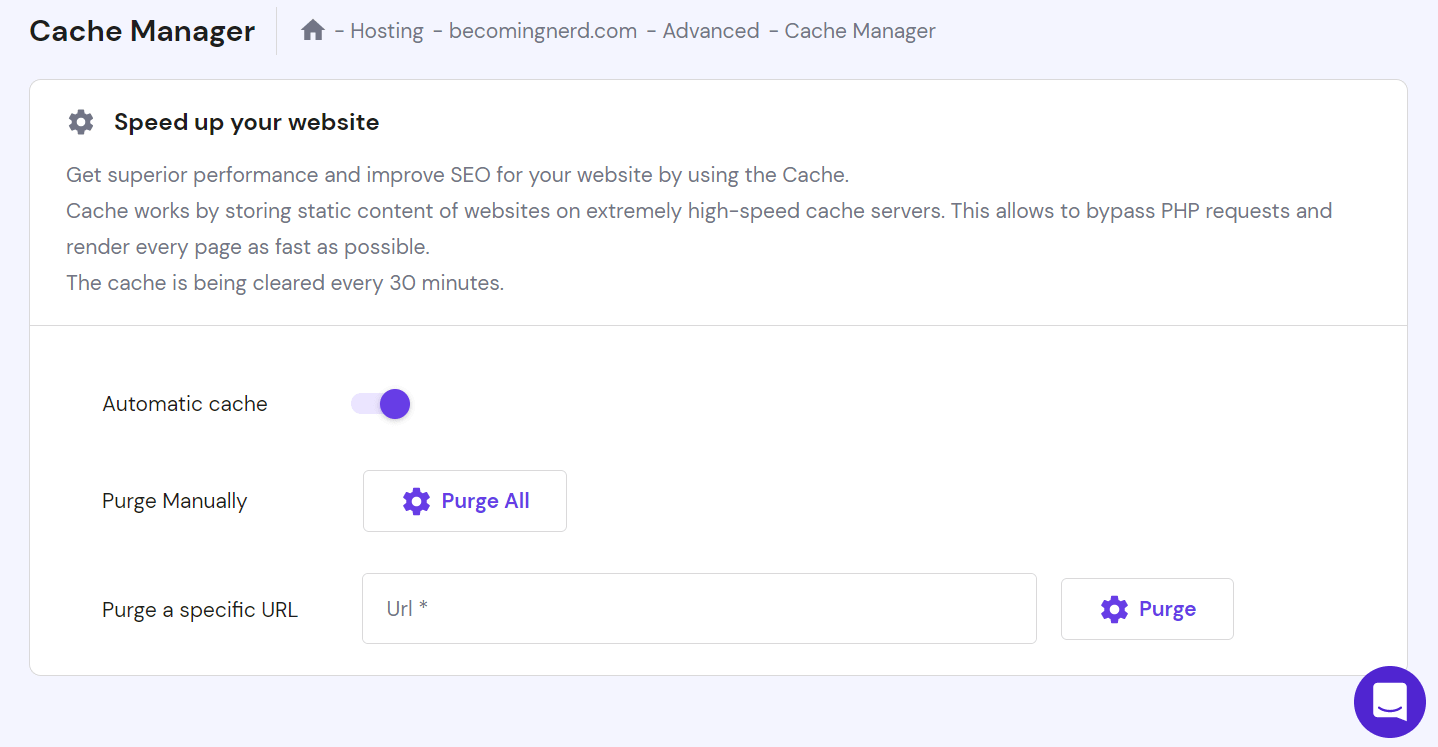 Cache Manager
- Hosting - becomingnerd.com - Advanced - Cache Manager
Speed up your website
Get superior performance and improve SEO for your website by using the Cache.
Cache works by storing static content of websites on extremely high-speed cache servers. This allows to bypass PHP requests and
render every page as fast as possible.
The cache is being cleared every 30 minutes.
Automatic cache
Purge Manually
Purge All
Purge a specific URL
Url *
Purge